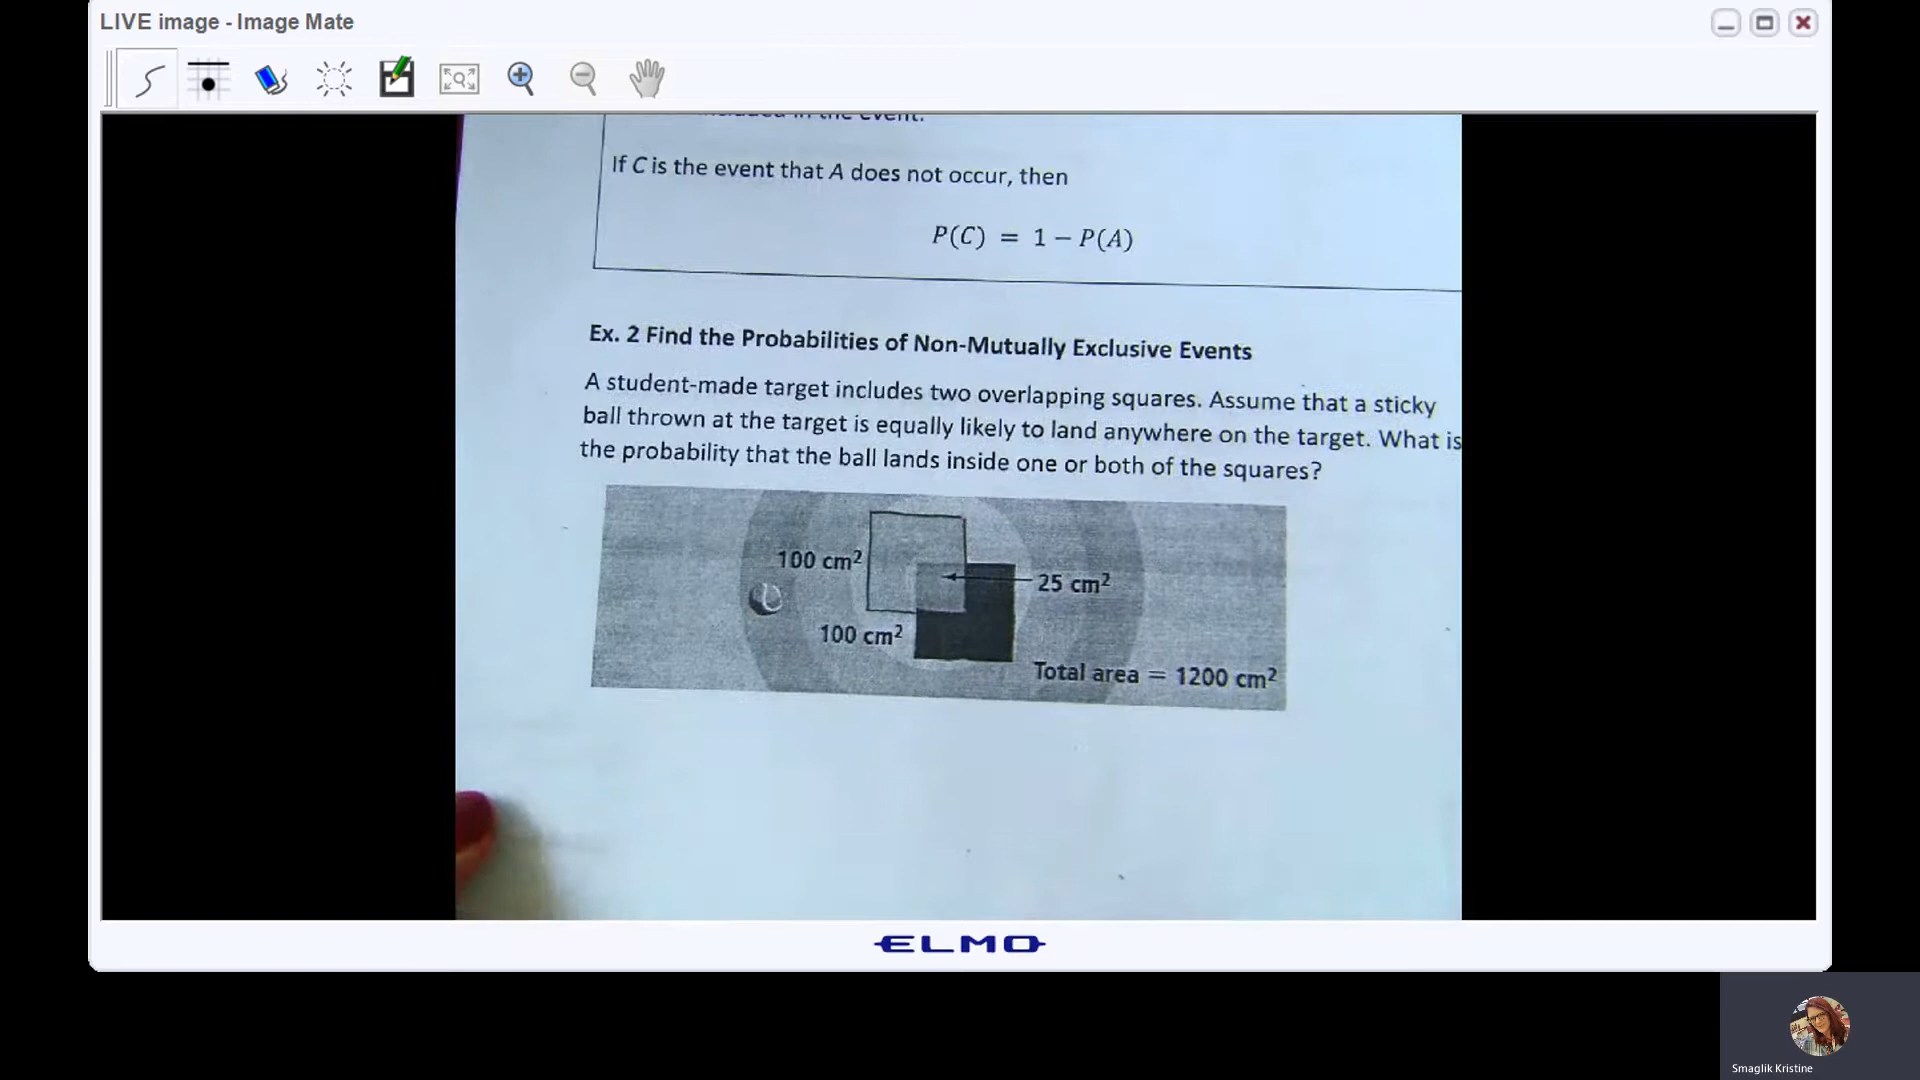 LIVE image - Image Mate
in the event.
If C is the event that A does not occur, then
P(C) = 1 – P(A)
Ex. 2 Find the Probabilities of Non-Mutually Exclusive Events
A student-made target includes two overlapping squares. Assume that a sticky
ball thrown at the target is equally likely to land anywhere on the target. What is
the probability that the ball lands inside one or both of the squares?
100 cm²
25 cm²
100 cm²
Total area = 1200 cm²
ELMO
Smaglik Kristine